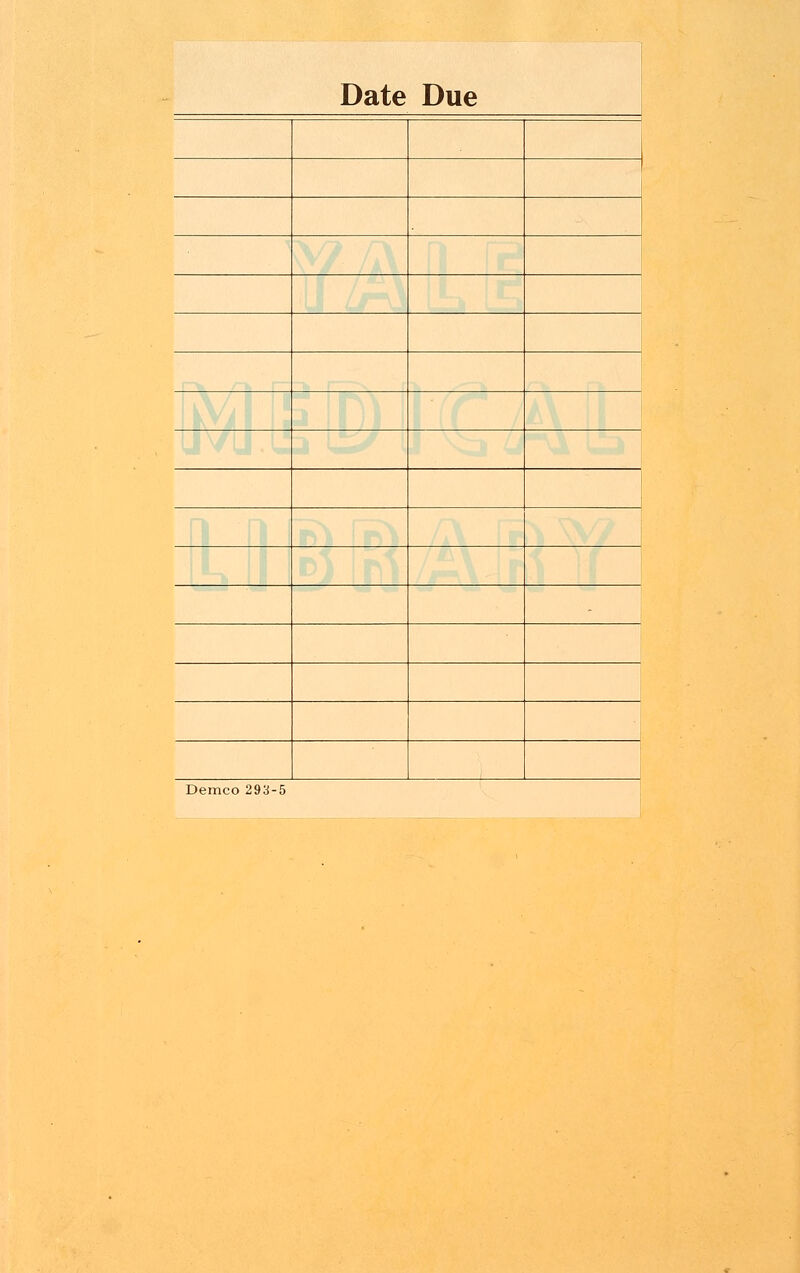 Date Due
YALE
MEDICAL
LIBRARY
Demco 293-5